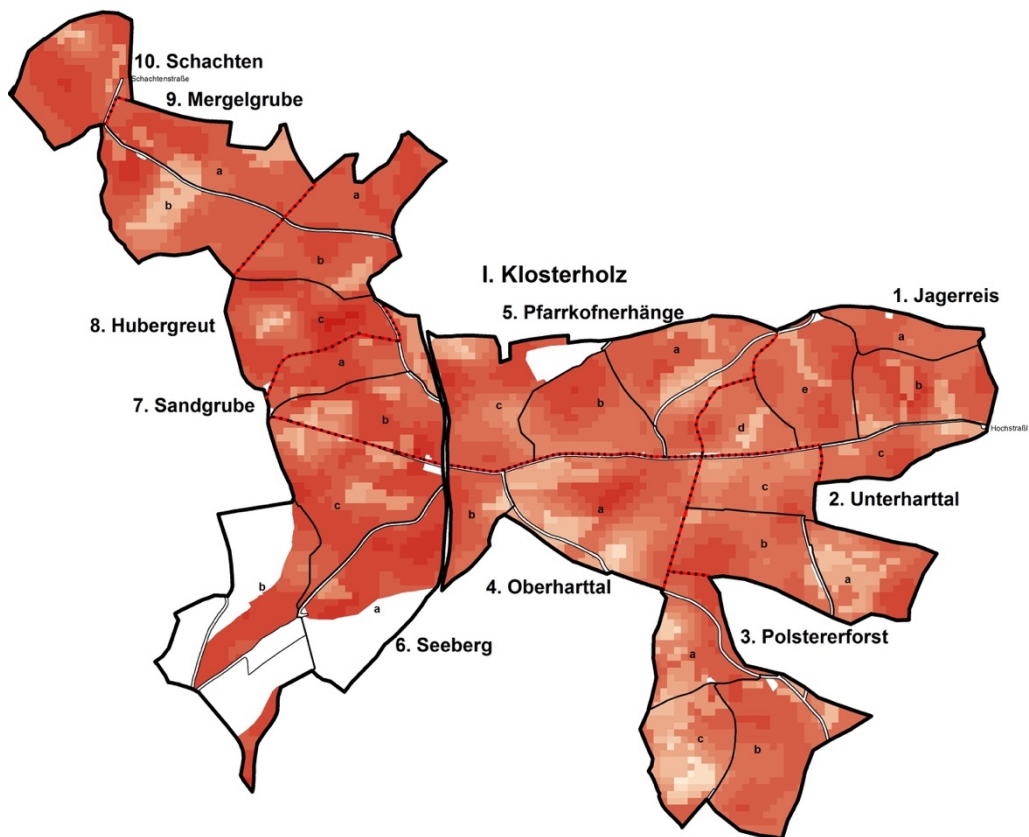 10. Schachten
Schachtenstraße
9. Mergelgrube
a
a
b
b
I. Klosterholz
1. Jagerreis
5. Pfarrkofnerhänge
8. Hubergreut
c
a
a
a
e
b
c
b
7. Sandgrube
b
d
Hochstraßl
c
c
2. Unterharttal
c
b
a
b
a
b
4. Oberharttal
a
3. Polstererforst
6. Seeberg
a
c
b